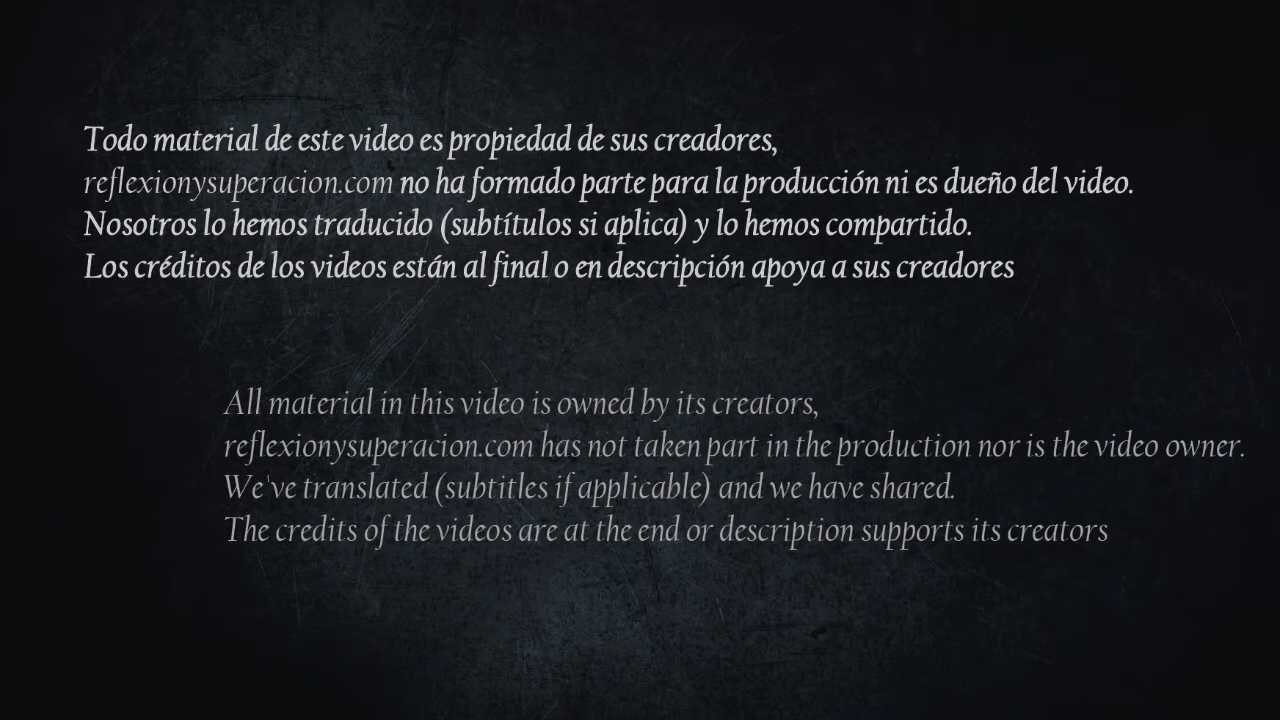 Todo material de este video es propiedad de sus creadores,
reflexionysuperacion.com no ha formado parte para la producción ni es dueño del video.
Nosotros lo hemos traducido (subtítulos si aplica) y lo hemos compartido.
Los créditos de los videos están al final o en descripción apoya a sus creadores
All material in this video is owned by its creators,
reflexionysuperacion.com has not taken part in the production nor is the video owner.
We've translated (subtitles if applicable) and we have shared.
The credits of the videos are at the end or description supports its creators